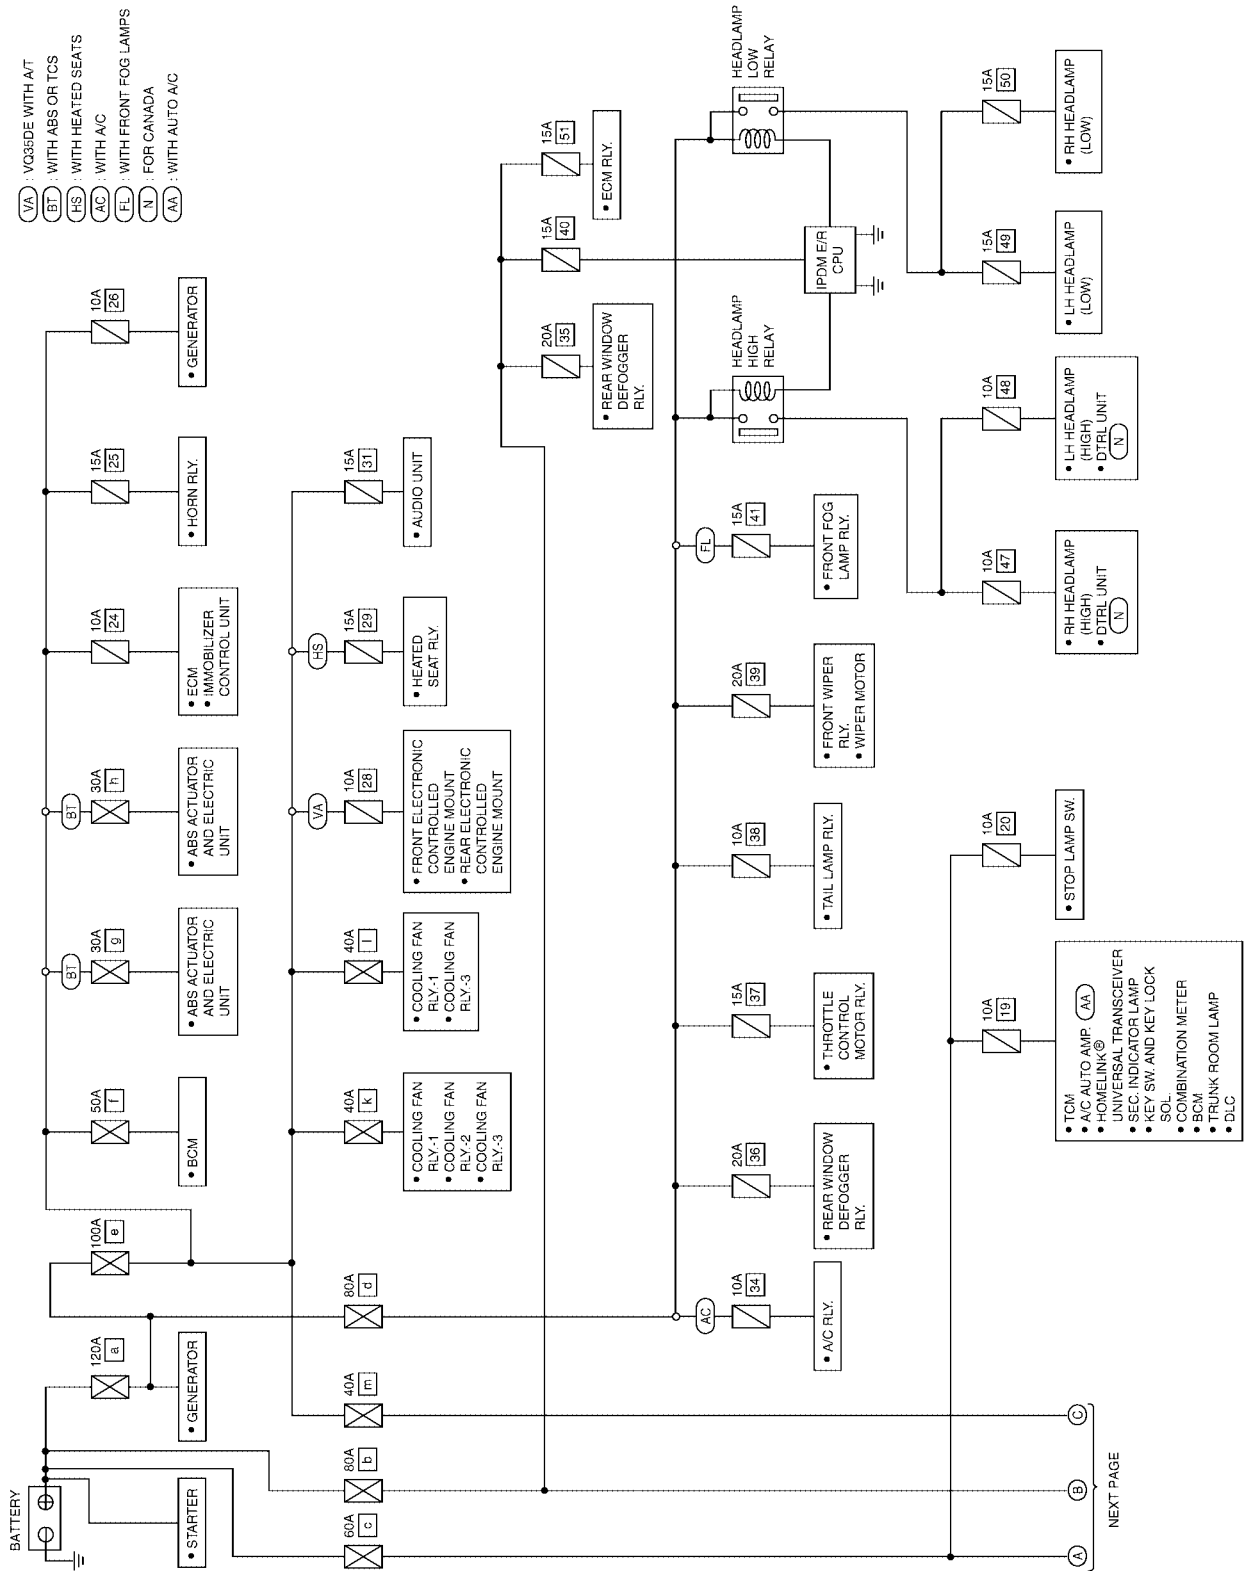 BATTERY
• STARTER
120A
a
• GENERATOR
100A
e
50A
f
• BCM
30A
g
BT
• ABS ACTUATOR
AND ELECTRIC
UNIT
30A
h
BT
• ABS ACTUATOR
AND ELECTRIC
UNIT
10A
24
• ECM
• IMMOBILIZER
CONTROL UNIT
15A
25
• HORN RLY.
10A
26
• GENERATOR
VA : VQ35DE WITH A/T
BT : WITH ABS OR TCS
HS : WITH HEATED SEATS
AC : WITH A/C
FL : WITH FRONT FOG LAMPS
N : FOR CANADA
AA : WITH AUTO A/C
60A
c
80A
b
40A
m
80A
d
40A
k
• COOLING FAN
RLY.-1
• COOLING FAN
RLY.-2
• COOLING FAN
RLY.-3
40A
l
• COOLING FAN
RLY.-1
• COOLING FAN
RLY.-3
VA
10A
28
• FRONT ELECTRONIC
CONTROLLED
ENGINE MOUNT
• REAR ELECTRONIC
CONTROLLED
ENGINE MOUNT
HS
15A
29
• HEATED
SEAT RLY.
15A
31
• AUDIO UNIT
20A
35
• REAR WINDOW
DEFOGGER
RLY.
15A
40
15A
51
• ECM RLY.
AC
10A
34
• A/C RLY.
20A
36
• REAR WINDOW
DEFOGGER
RLY.
15A
37
• THROTTLE
CONTROL
MOTOR RLY.
10A
38
• TAIL LAMP RLY.
20A
39
• FRONT WIPER
RLY.
• WIPER MOTOR
FL
15A
41
• FRONT FOG
LAMP RLY.
HEADLAMP
HIGH
RELAY
IPDM E/R
CPU
HEADLAMP
LOW
RELAY
10A
19
• TCM
• A/C AUTO AMP. AA
• HOMELINK®
UNIVERSAL TRANSCEIVER
• SEC. INDICATOR LAMP
• KEY SW. AND KEY LOCK
SOL.
• COMBINATION METER
• BCM
• TRUNK ROOM LAMP
• DLC
10A
20
• STOP LAMP SW.
10A
47
• RH HEADLAMP
(HIGH)
• DTRL UNIT
N
10A
48
• LH HEADLAMP
(HIGH)
• DTRL UNIT
N
15A
49
• LH HEADLAMP
(LOW)
15A
50
• RH HEADLAMP
(LOW)
A
B
C
NEXT PAGE